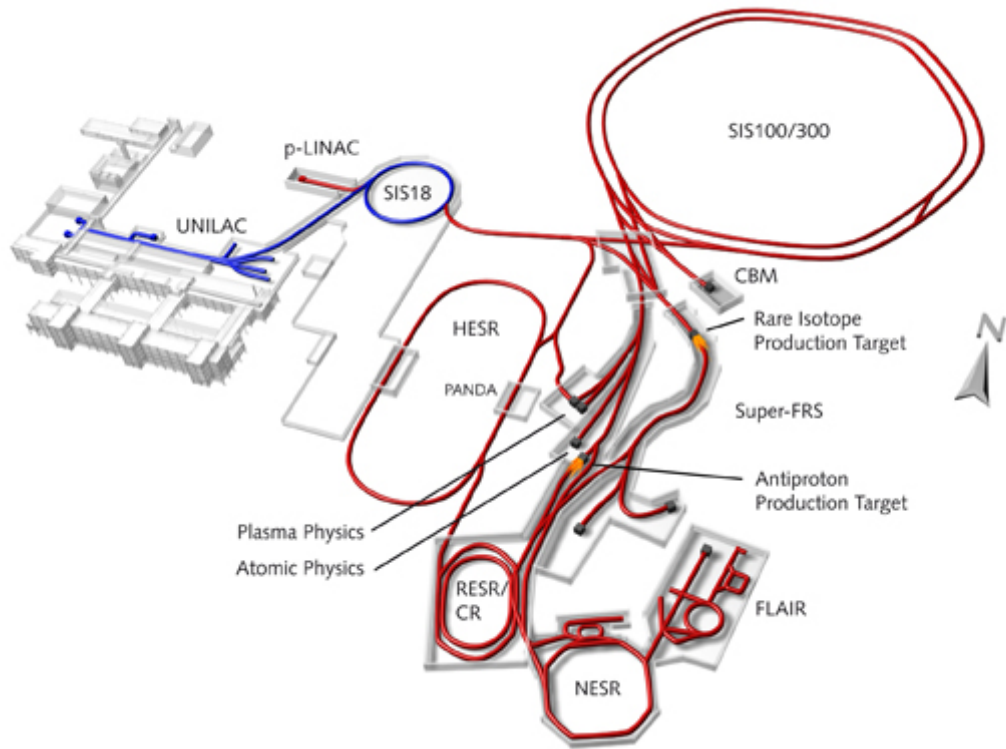 SIS100/300
p-LINAC
SIS18
UNILAC
N
CBM
HESR
Rare Isotope
Production Target
PANDA
Super-FRS
Antiproton
Production Target
Plasma Physics
Atomic Physics
RESR/
CR
FLAIR
NESR